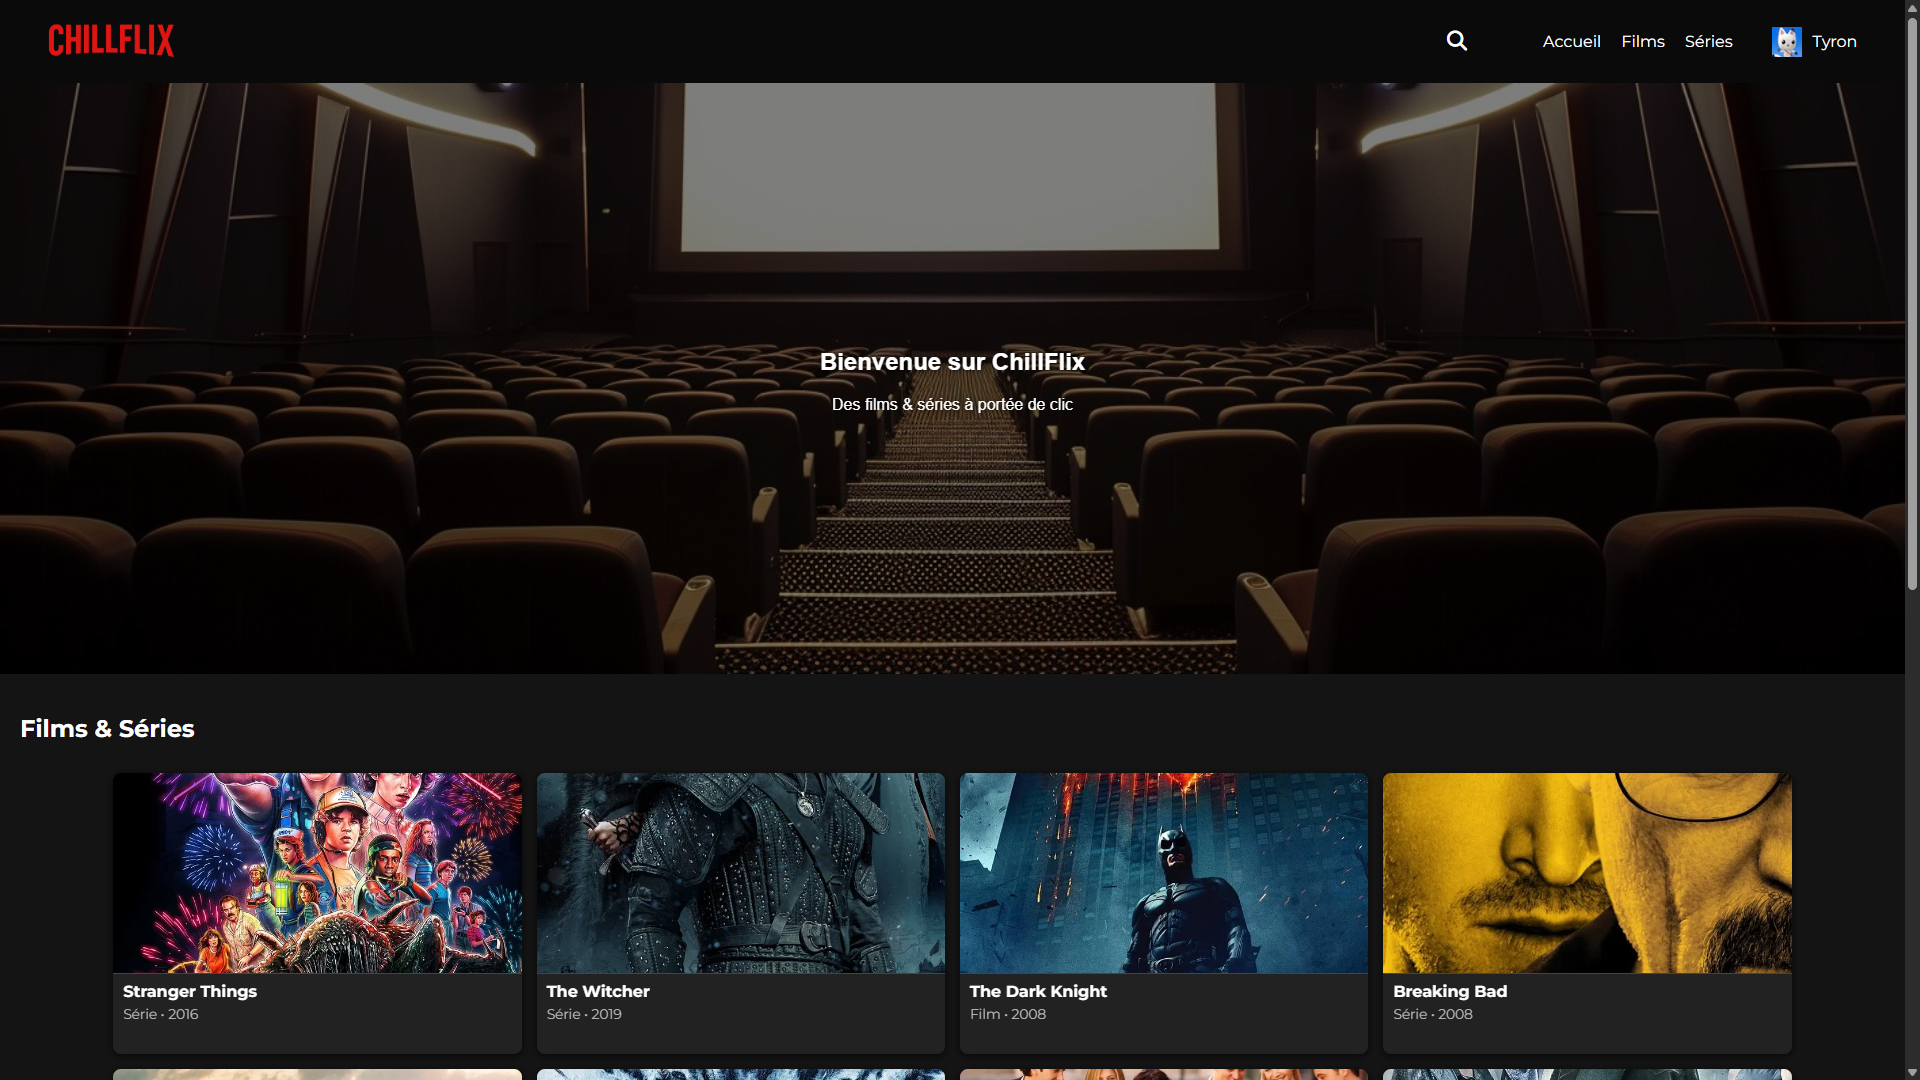 CHILLFLIX
Accueil Films Séries Tyron
Bienvenue sur ChillFlix
Des films & séries à portée de clic
Films & Séries
Stranger Things
Série • 2016
The Witcher
Série • 2019
The Dark Knight
Film • 2008
Breaking Bad
Série • 2008